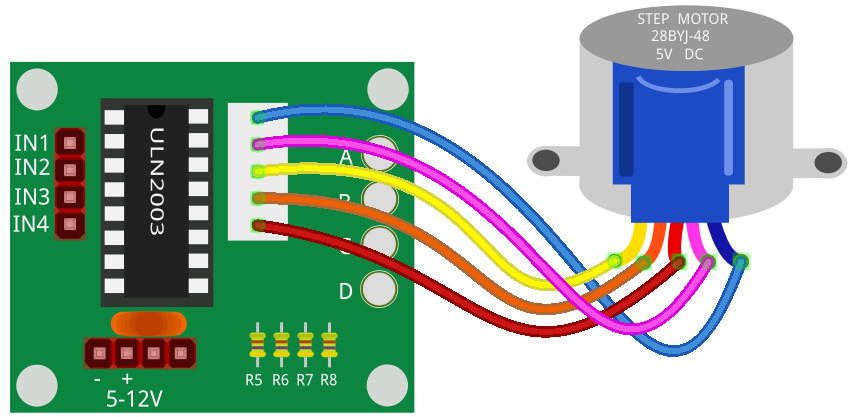 STEP MOTOR
28BYJ-48
5V DC
IN1
IN2
IN3
IN4
ULN2003
A
B
C
D
R5 R6 R7 R8
- +
5-12V